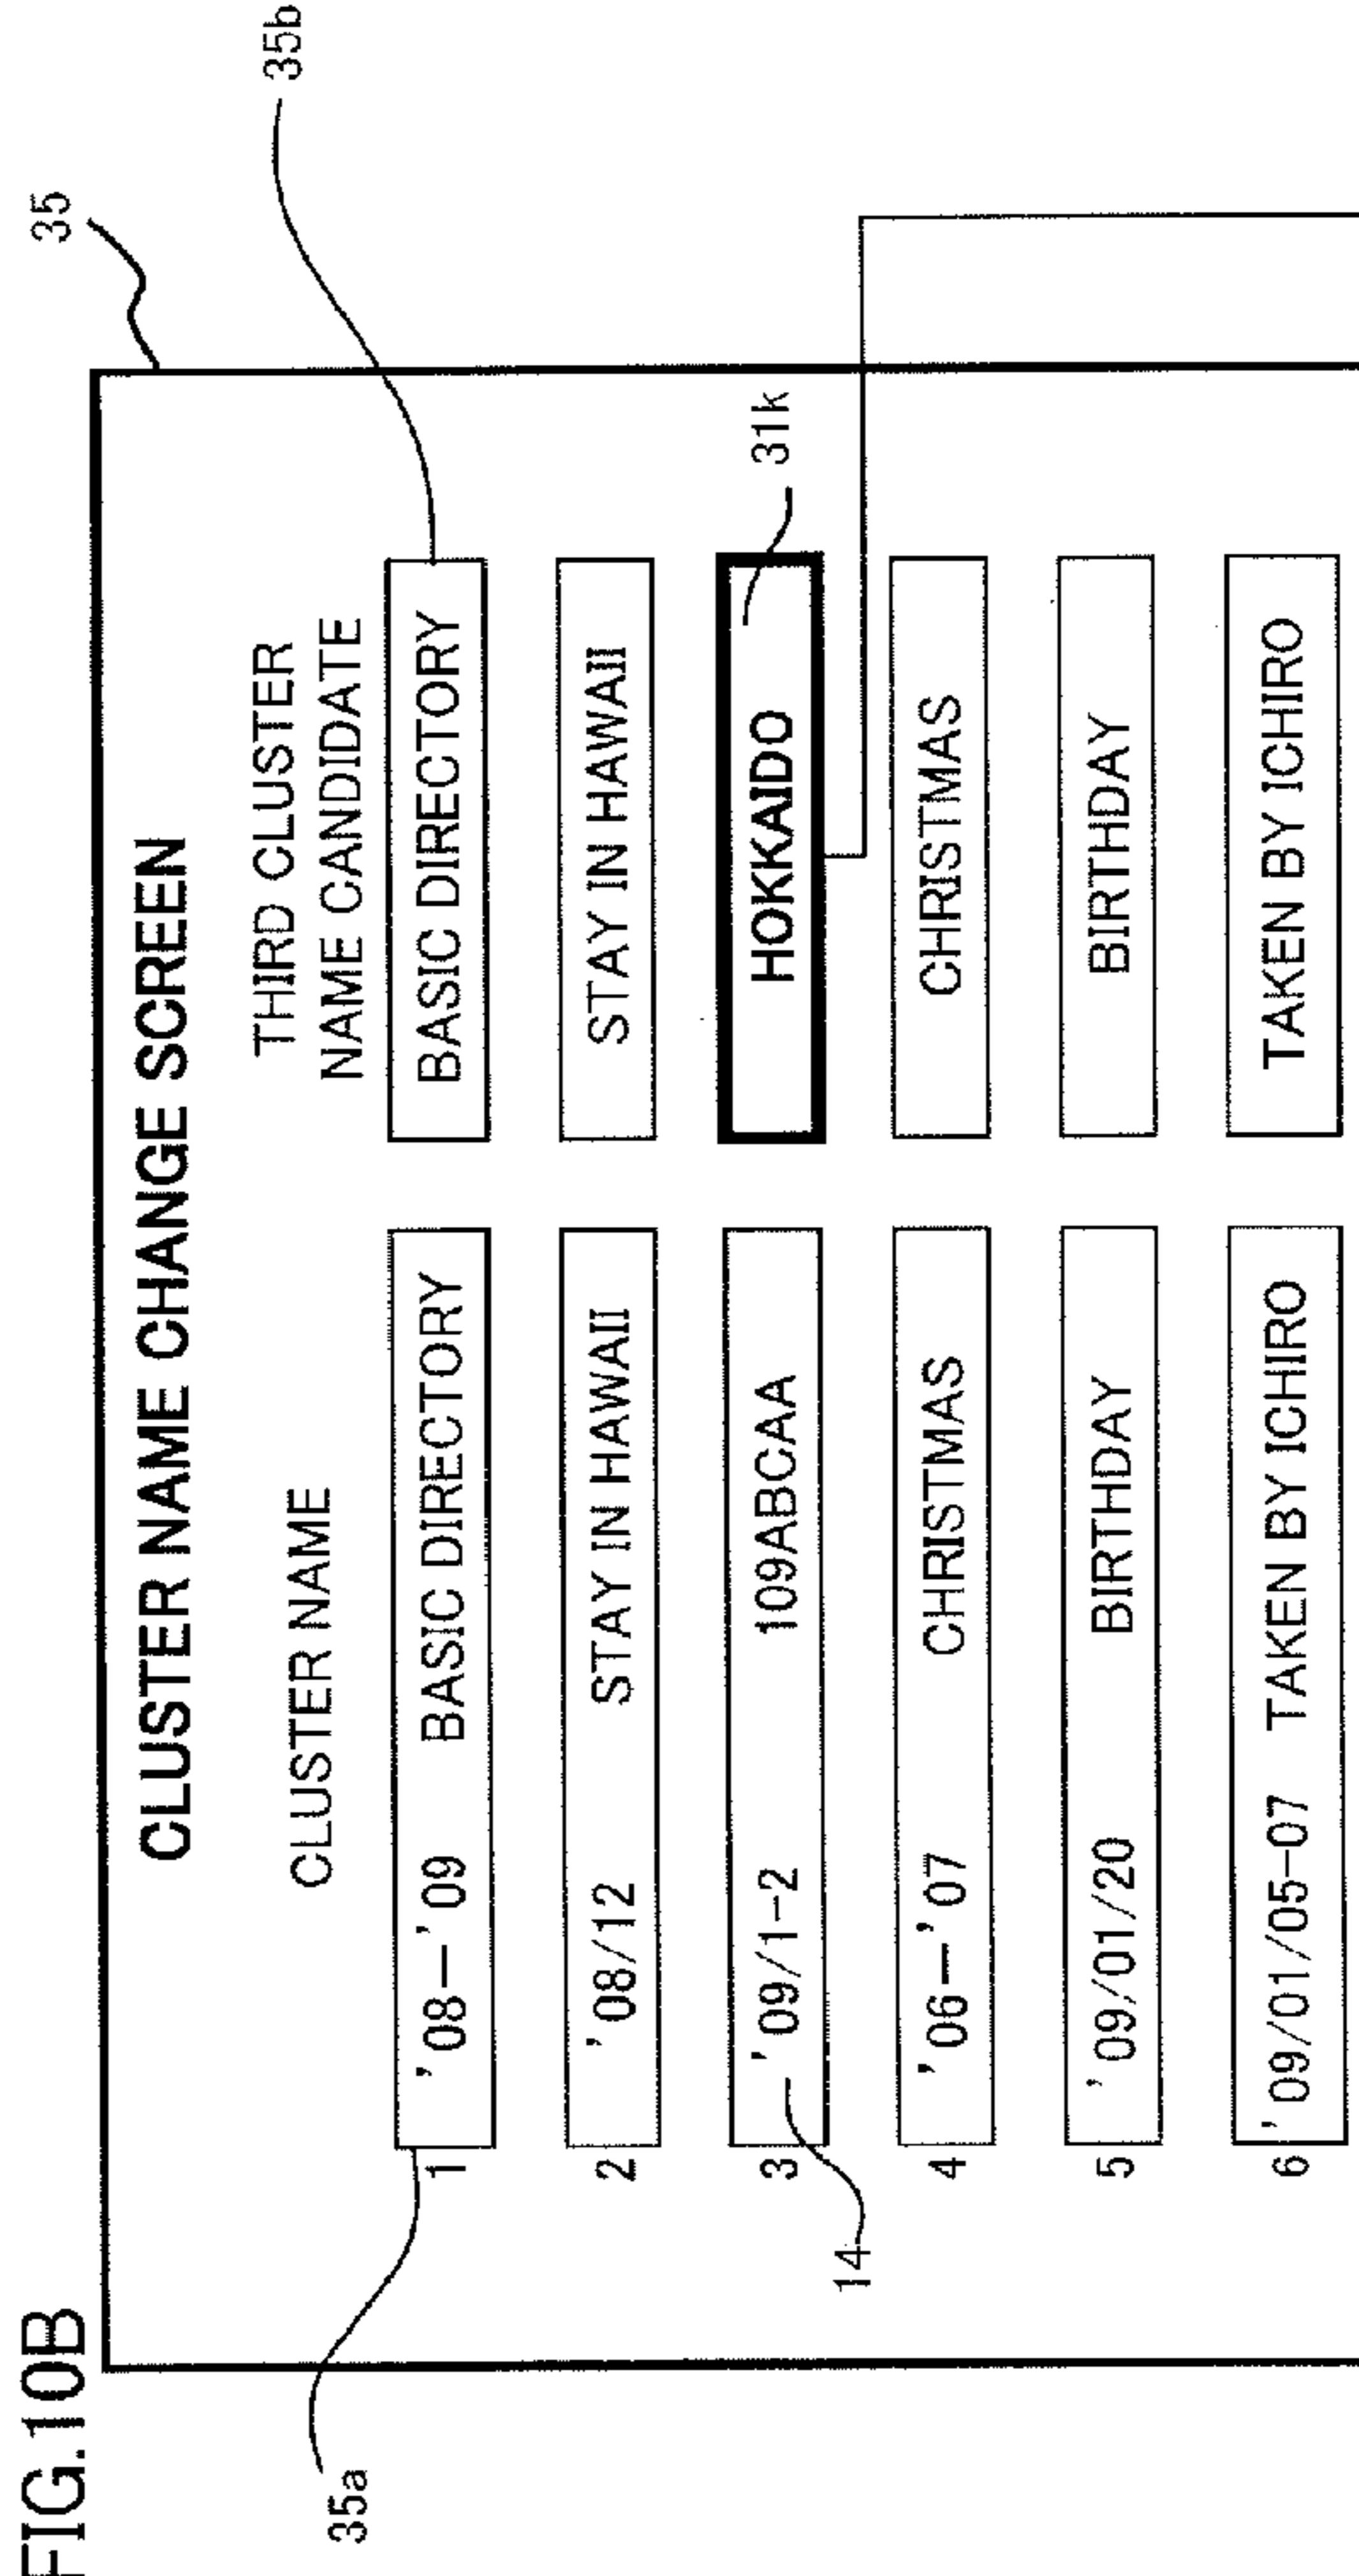 FIG.10B
35
CLUSTER NAME CHANGE SCREEN
35b
CLUSTER NAME
THIRD CLUSTER
NAME CANDIDATE
35a
1 '08－'09 BASIC DIRECTORY BASIC DIRECTORY
2 '08/12 STAY IN HAWAII STAY IN HAWAII
31k
3 '09/1-2 109ABCAA HOKKAIDO
14
4 '06－'07 CHRISTMAS CHRISTMAS
5 '09/01/20 BIRTHDAY BIRTHDAY
6 '09/01/05-07 TAKEN BY ICHIRO TAKEN BY ICHIRO